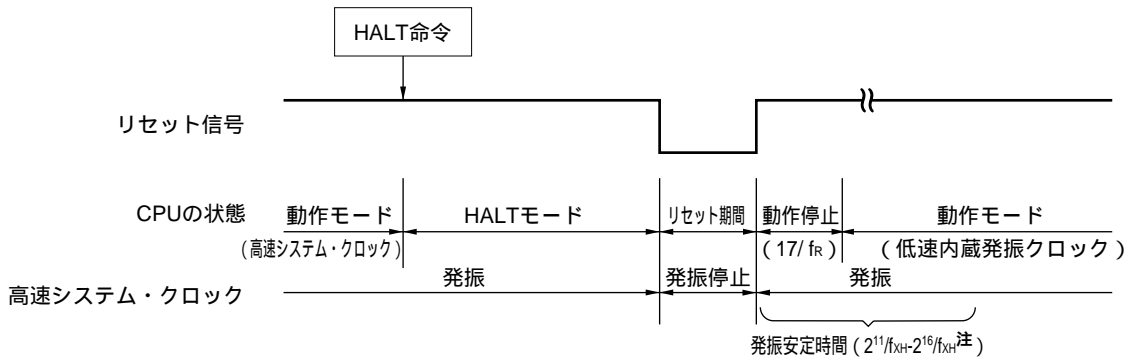 HALT命令
リセット信号
CPUの状態 動作モード HALTモード リセット期間 動作停止 動作モード
(高速システム・クロック) (17/fR) (低速内蔵発振クロック)
発振 発振停止 発振
高速システム・クロック
発振安定時間(2¹¹/fXH-2¹⁶/fXH注)